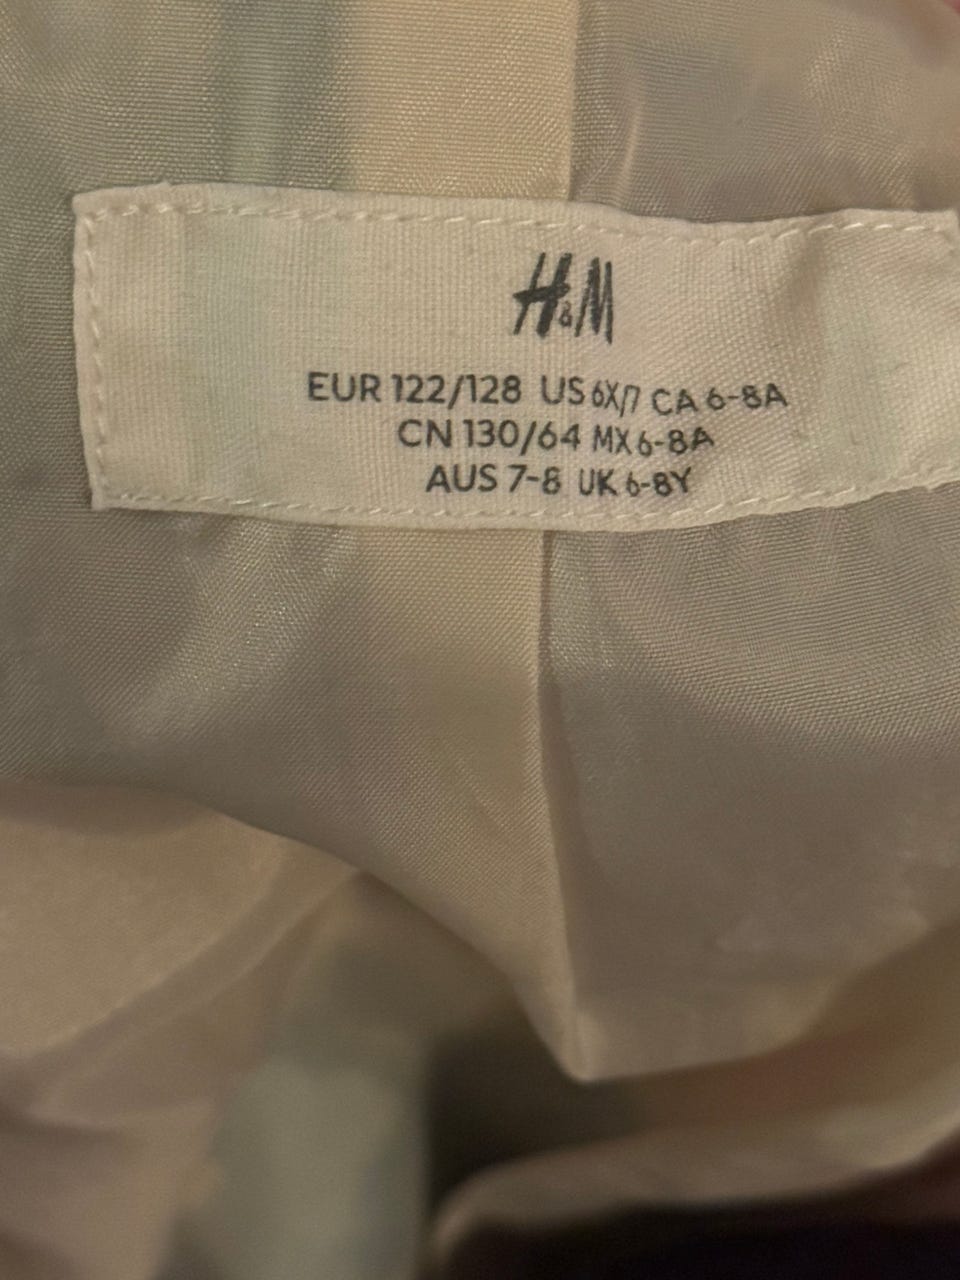 H&M
EUR 122/128 US 6X/7 CA 6-8A
CN 130/64 MX 6-8A
AUS 7-8 UK 6-8Y